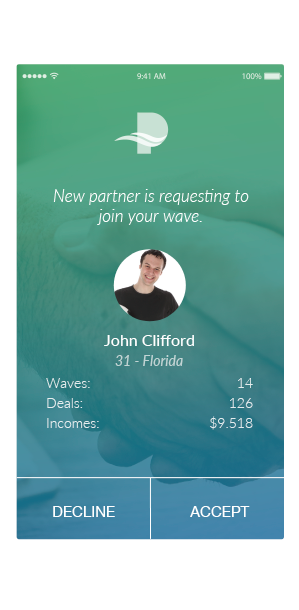 9:41 AM
100%
P
New partner is requesting to
join your wave.
John Clifford
31 - Florida
Waves: 14
Deals: 126
Incomes: $9.518
DECLINE ACCEPT